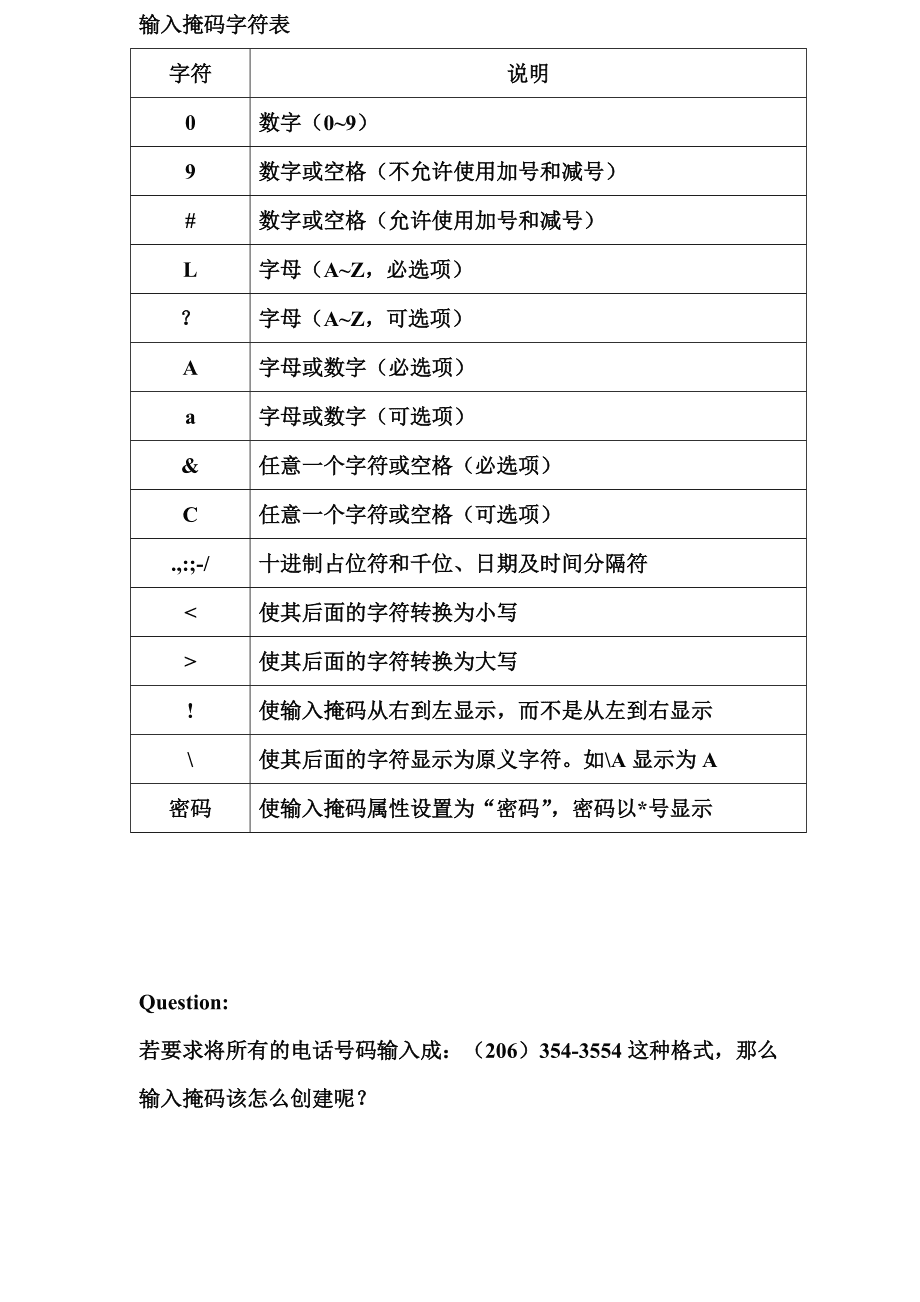 输入掩码字符表
字符 说明
0 数字（0~9）
9 数字或空格（不允许使用加号和减号）
# 数字或空格（允许使用加号和减号）
L 字母（A~Z，必选项）
？ 字母（A~Z，可选项）
A 字母或数字（必选项）
a 字母或数字（可选项）
& 任意一个字符或空格（必选项）
C 任意一个字符或空格（可选项）
.,:;-/ 十进制占位符和千位、日期及时间分隔符
< 使其后面的字符转换为小写
> 使其后面的字符转换为大写
! 使输入掩码从右到左显示，而不是从左到右显示
\ 使其后面的字符显示为原义字符。如\A 显示为 A
密码 使输入掩码属性设置为“密码”，密码以*号显示
Question:
若要求将所有的电话号码输入成：（206）354-3554 这种格式，那么
输入掩码该怎么创建呢？